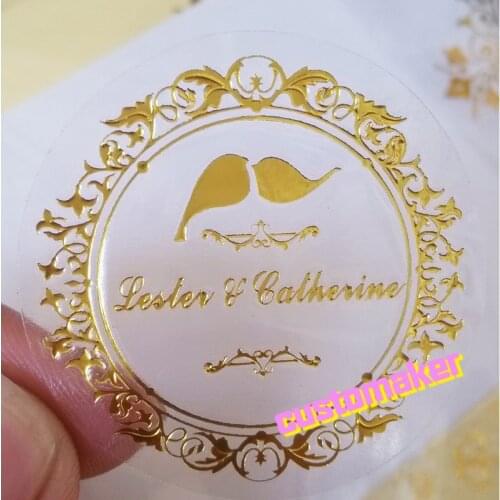 Lester & Catherine
customaker